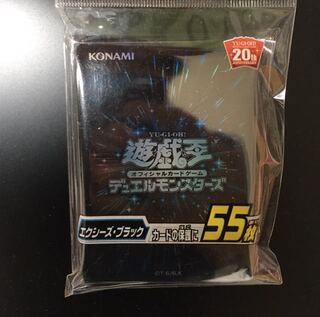 KONAMI
YU-GI-OH!
20th
YU-GI-OH!
遊戯王
オフィシャルカードゲーム
デュエルモンスターズ
エクシーズ・ブラック
カードの保護に
55枚